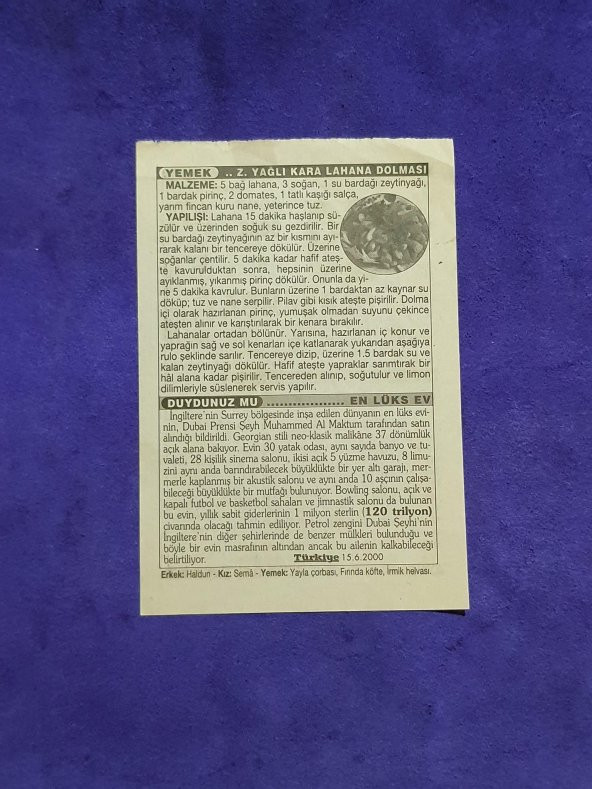 YEMEK .. Z. YAĞLI KARA LAHANA DOLMASI
MALZEME: 5 bağ lahana, 3 soğan, 1 su bardağı zeytinyağı,
1 bardak pirinç, 2 domates, 1 tatlı kaşığı salça,
yarım fincan kuru nane, yeterince tuz.
YAPILIŞI: Lahana 15 dakika haşlanıp sü-
zülür ve üzerinden soğuk su gezdirilir. Bir
su bardağı zeytinyağının az bir kısmını ayı-
rarak kalanı bir tencereye dökülür. Üzerine
soğanlar çentilir. 5 dakika kadar hafif ateş-
te kavurulduktan sonra, hepsinin üzerine
ayıklanmış, yıkanmış pirinç dökülür. Onunla da yi-
ne 5 dakika kavrulur. Bunların üzerine 1 bardaktan az kaynar su
döküp; tuz ve nane serpilir. Pilav gibi kısık ateşte pişirilir. Dolma
içi olarak hazırlanan pirinç, yumuşak olmadan suyunu çekince
ateşten alınır ve karıştırılarak bir kenara bırakılır.
Lahanalar ortadan bölünür. Yarısına, hazırlanan iç konur ve
yaprağın sağ ve sol kenarları içe katlanarak yukarıdan aşağıya
rulo şeklinde sarılır. Tencereye dizip, üzerine 1.5 bardak su ve
kalan zeytinyağı dökülür. Hafif ateşte yapraklar sarımtırak bir
hâl alana kadar pişirilir. Tencereden alınıp, soğutulur ve limon
dilimleriyle süslenerek servis yapılır.
DUYDUNUZ MU .................. EN LÜKS EV
İngiltere'nin Surrey bölgesinde inşa edilen dünyanın en lüks evi-
nin, Dubai Prensi Şeyh Muhammed Al Maktum tarafından satın
alındığı bildirildi. Georgian stili neo-klasik malikâne 37 dönümlük
açık alana bakıyor. Evin 30 yatak odası, aynı sayıda banyo ve tu-
valeti, 28 kişilik sinema salonu, ikisi açık 5 yüzme havuzu, 8 limu-
zini aynı anda barındırabilecek büyüklükte bir yer altı garajı, mer-
merle kaplanmış bir akustik salonu ve aynı anda 10 aşçının çalışa-
bileceği büyüklükte bir mutfağı bulunuyor. Bowling salonu, açık ve
kapalı futbol ve basketbol sahaları ve jimnastik salonu da bulunan
bu evin, yıllık sabit giderlerinin 1 milyon sterlin (120 trilyon)
civarında olacağı tahmin ediliyor. Petrol zengini Dubai Şeyhi'nin
İngiltere'nin diğer şehirlerinde de benzer mülkleri bulunduğu ve
böyle bir evin masrafının altından ancak bu ailenin kalkabileceği
belirtiliyor. Türkiye 15.6.2000
Erkek: Haldun - Kız: Semâ - Yemek: Yayla çorbası, Fırında köfte, İrmik helvası.